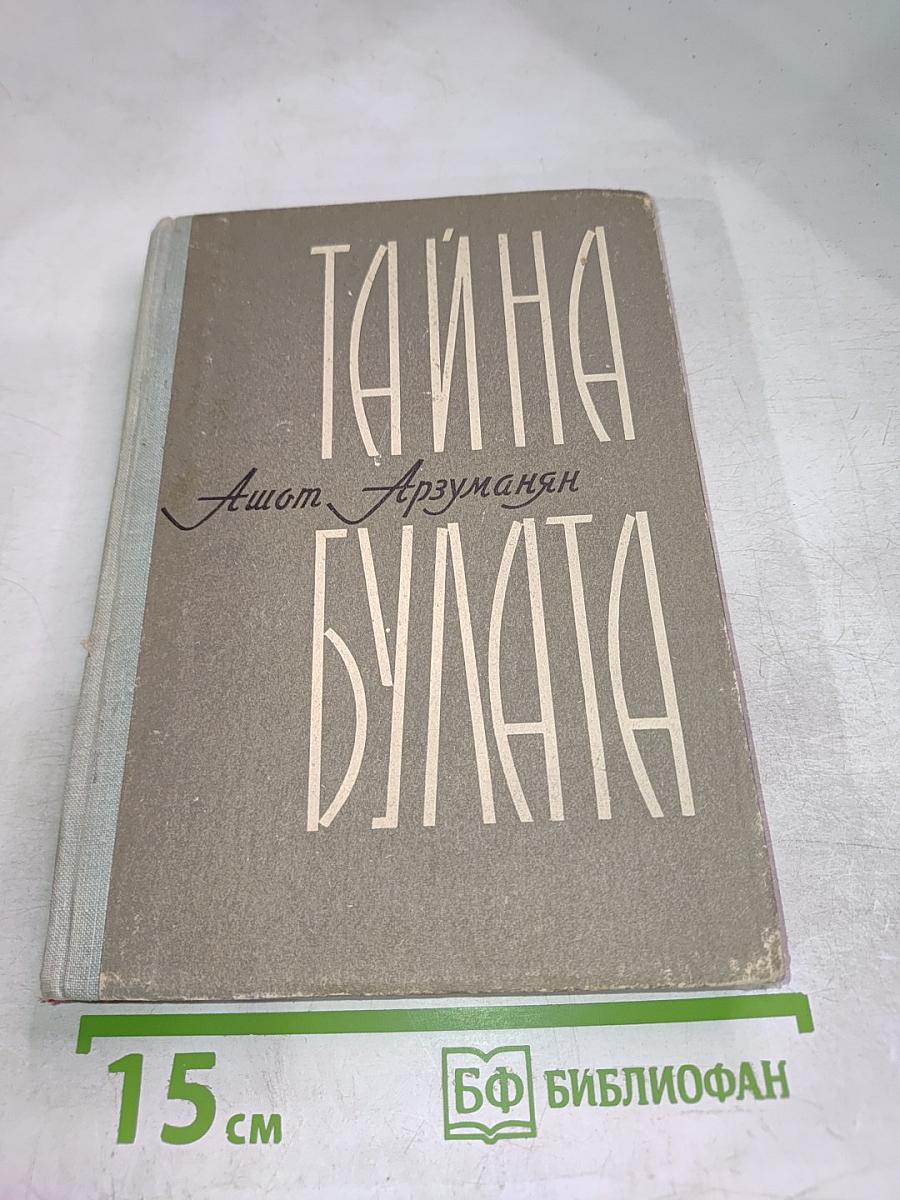 ТАЙНА
Ашот Арзуманян
БУЛАТА
15 см
БФ БИБЛИОФАН